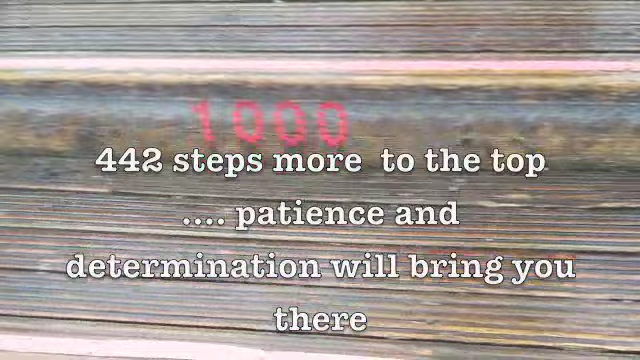 1000
442 steps more to the top
.... patience and
determination will bring you
there